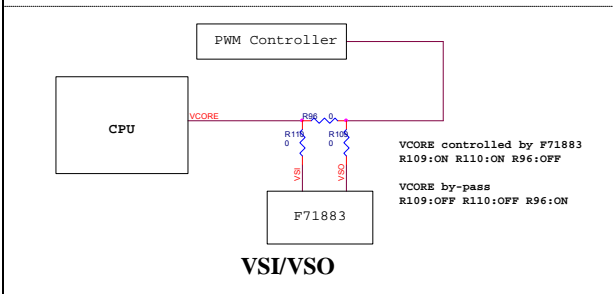 PWM Controller
CPU
VCORE
R96 0
R110
0
R109
0
VSI
VSO
F71883
VCORE controlled by F71883
R109:ON R110:ON R96:OFF
VCORE by-pass
R109:OFF R110:OFF R96:ON
VSI/VSO